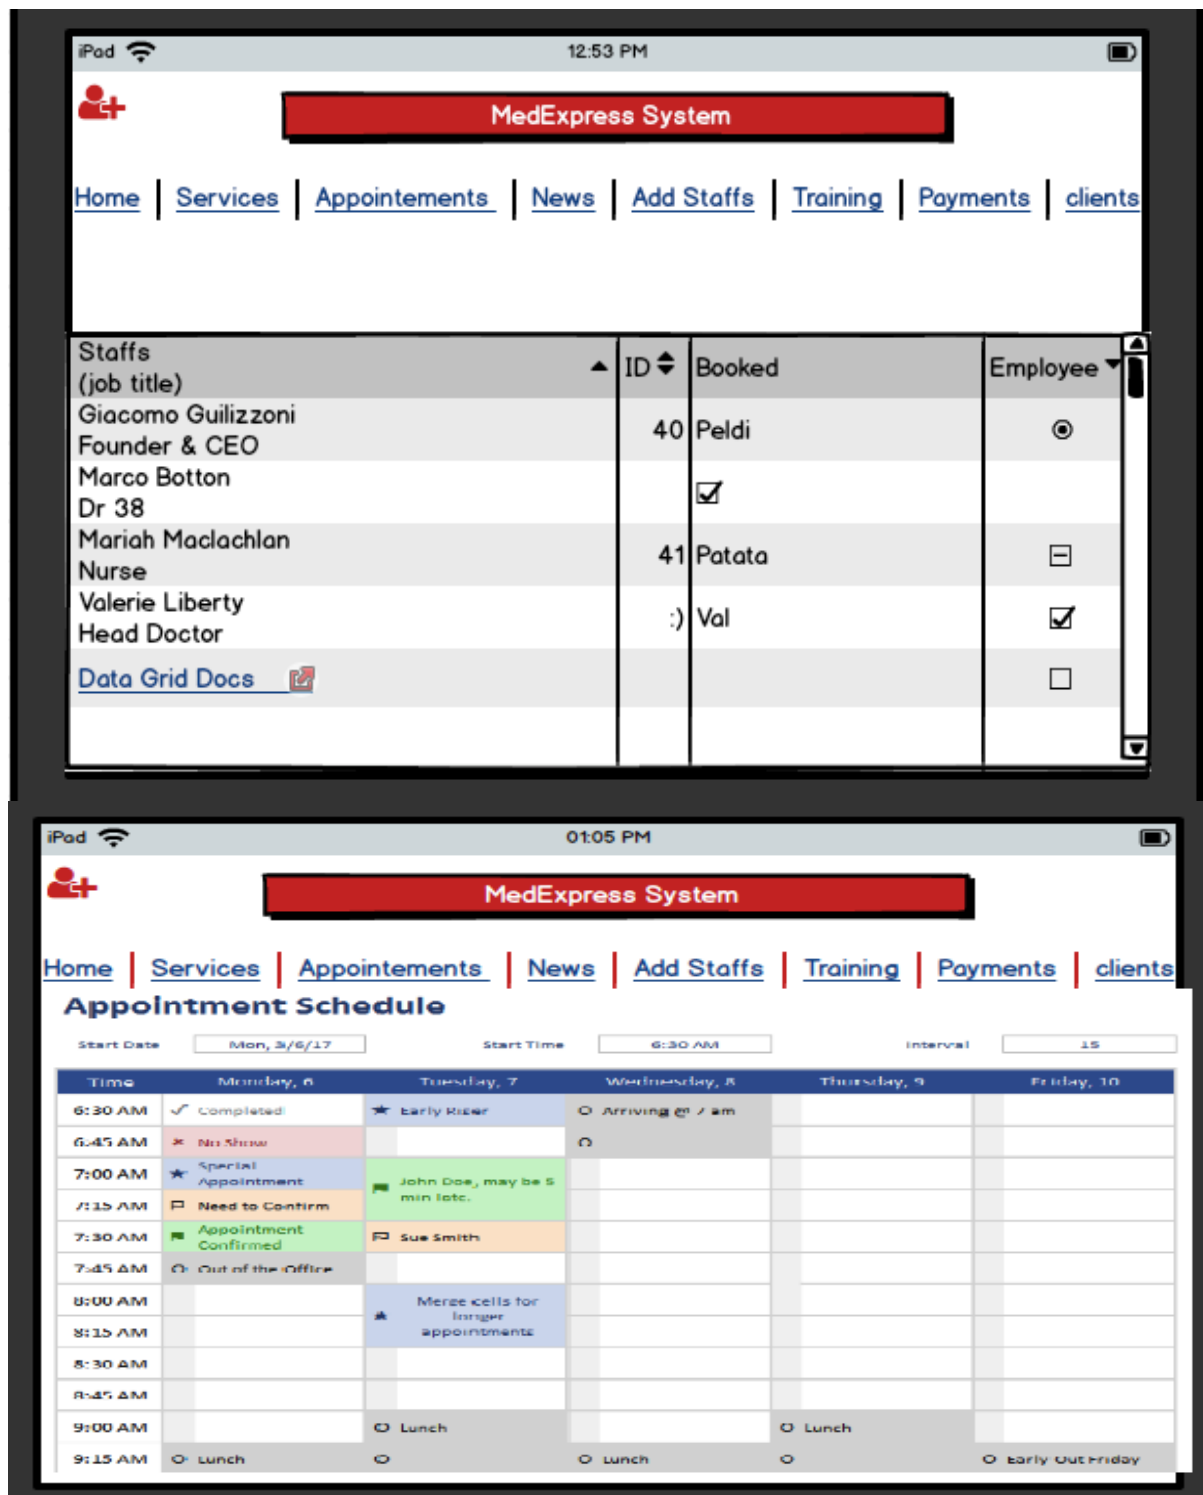 iPad 12:53 PM
MedExpress System
Home Services Appointements News Add Staffs Training Payments clients
Staffs
(job title) ID Booked Employee
Giacomo Guilizzoni
Founder & CEO 40 Peldi
Marco Botton
Dr 38
Mariah Maclachlan
Nurse 41 Patata
Valerie Liberty
Head Doctor :) Val
Data Grid Docs
iPad 01:05 PM
MedExpress System
Home Services Appointements News Add Staffs Training Payments clients
Appointment Schedule
Start Date Mon, 3/6/17 Start Time 6:30 AM Interval 15
Time Monday, 6 Tuesday, 7 Wednesday, 8 Thursday, 9 Friday, 10
6:30 AM Completed Early Riser Arriving @ 7 am
6:45 AM No Show
7:00 AM Special Appointment John Doe, may be 5 min late.
7:15 AM Need to Confirm
7:30 AM Appointment Confirmed Sue Smith
7:45 AM Out of the Office
8:00 AM Merge cells for longer appointments
8:15 AM
8:30 AM
8:45 AM
9:00 AM Lunch Lunch
9:15 AM Lunch Lunch Early Out Friday